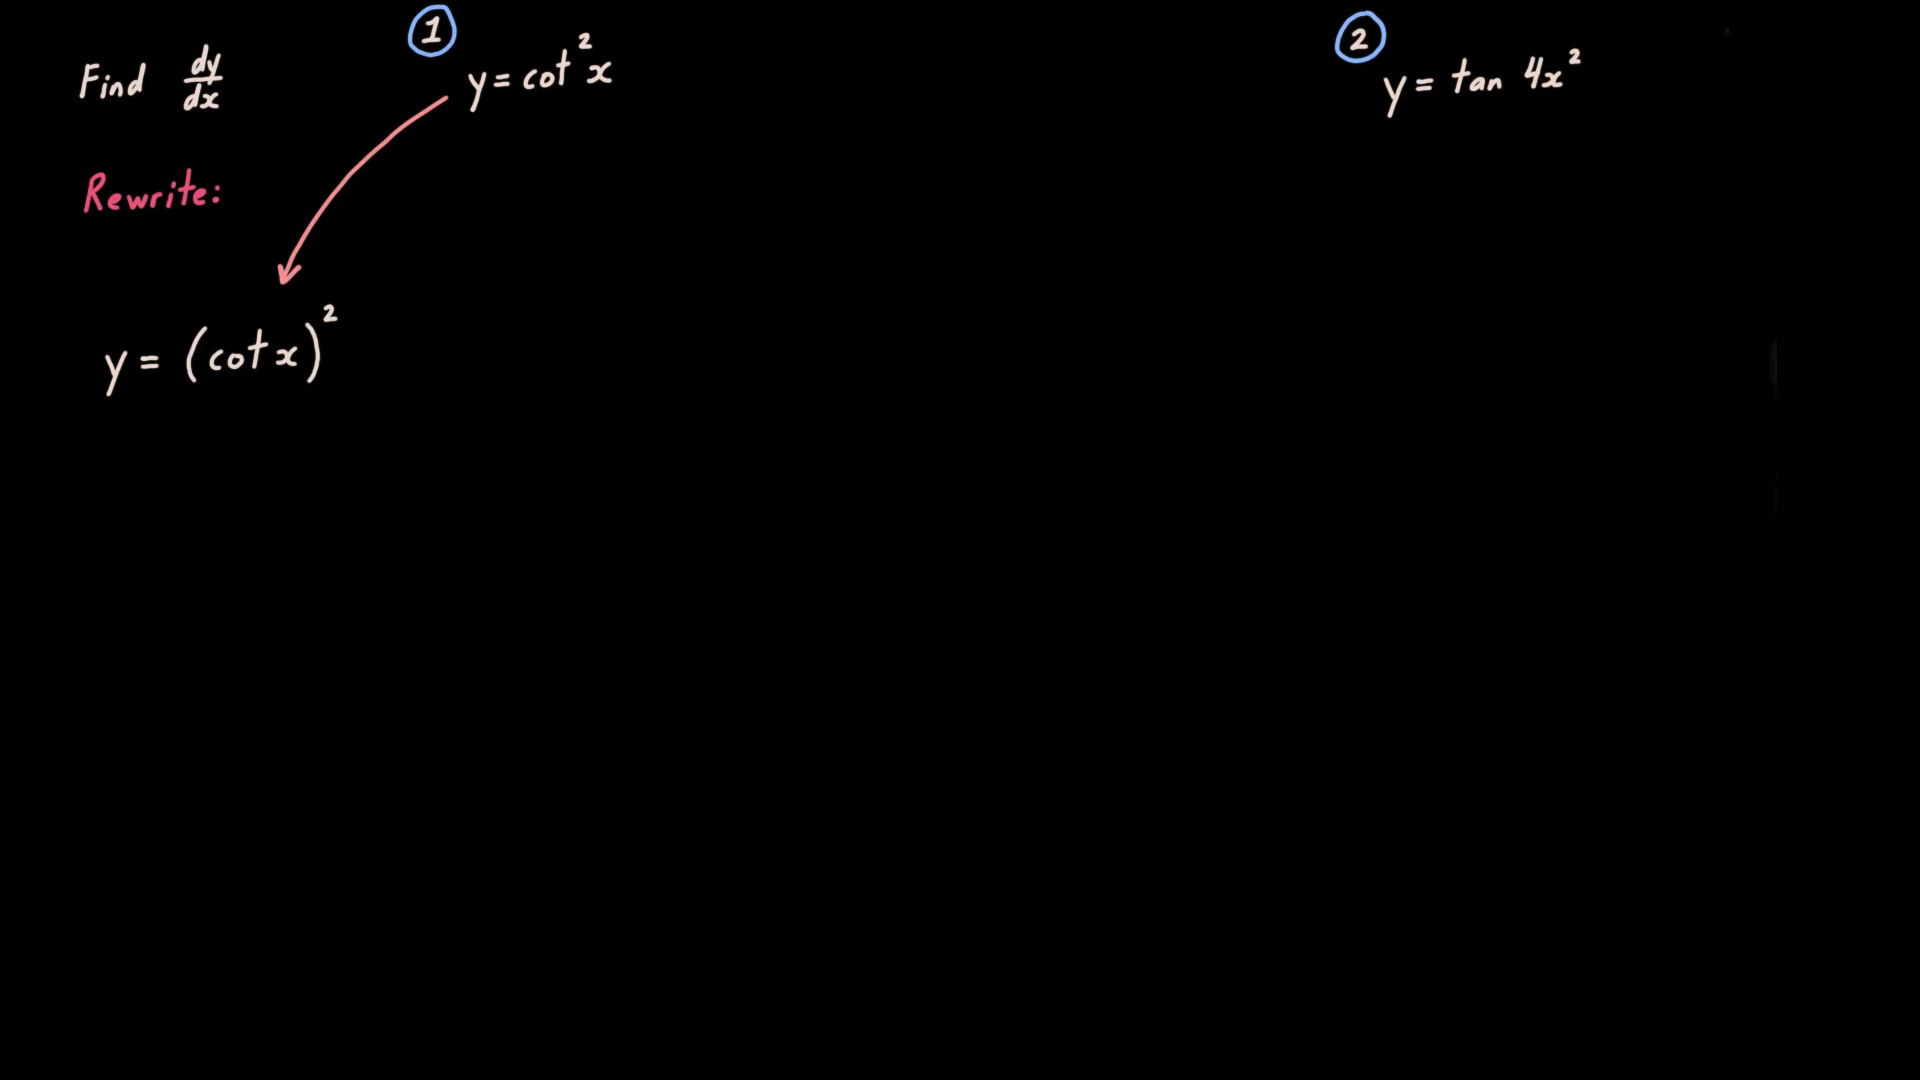 Find dy/dx
① y = cot² x
② y = tan 4x²
Rewrite:
y = (cot x)²